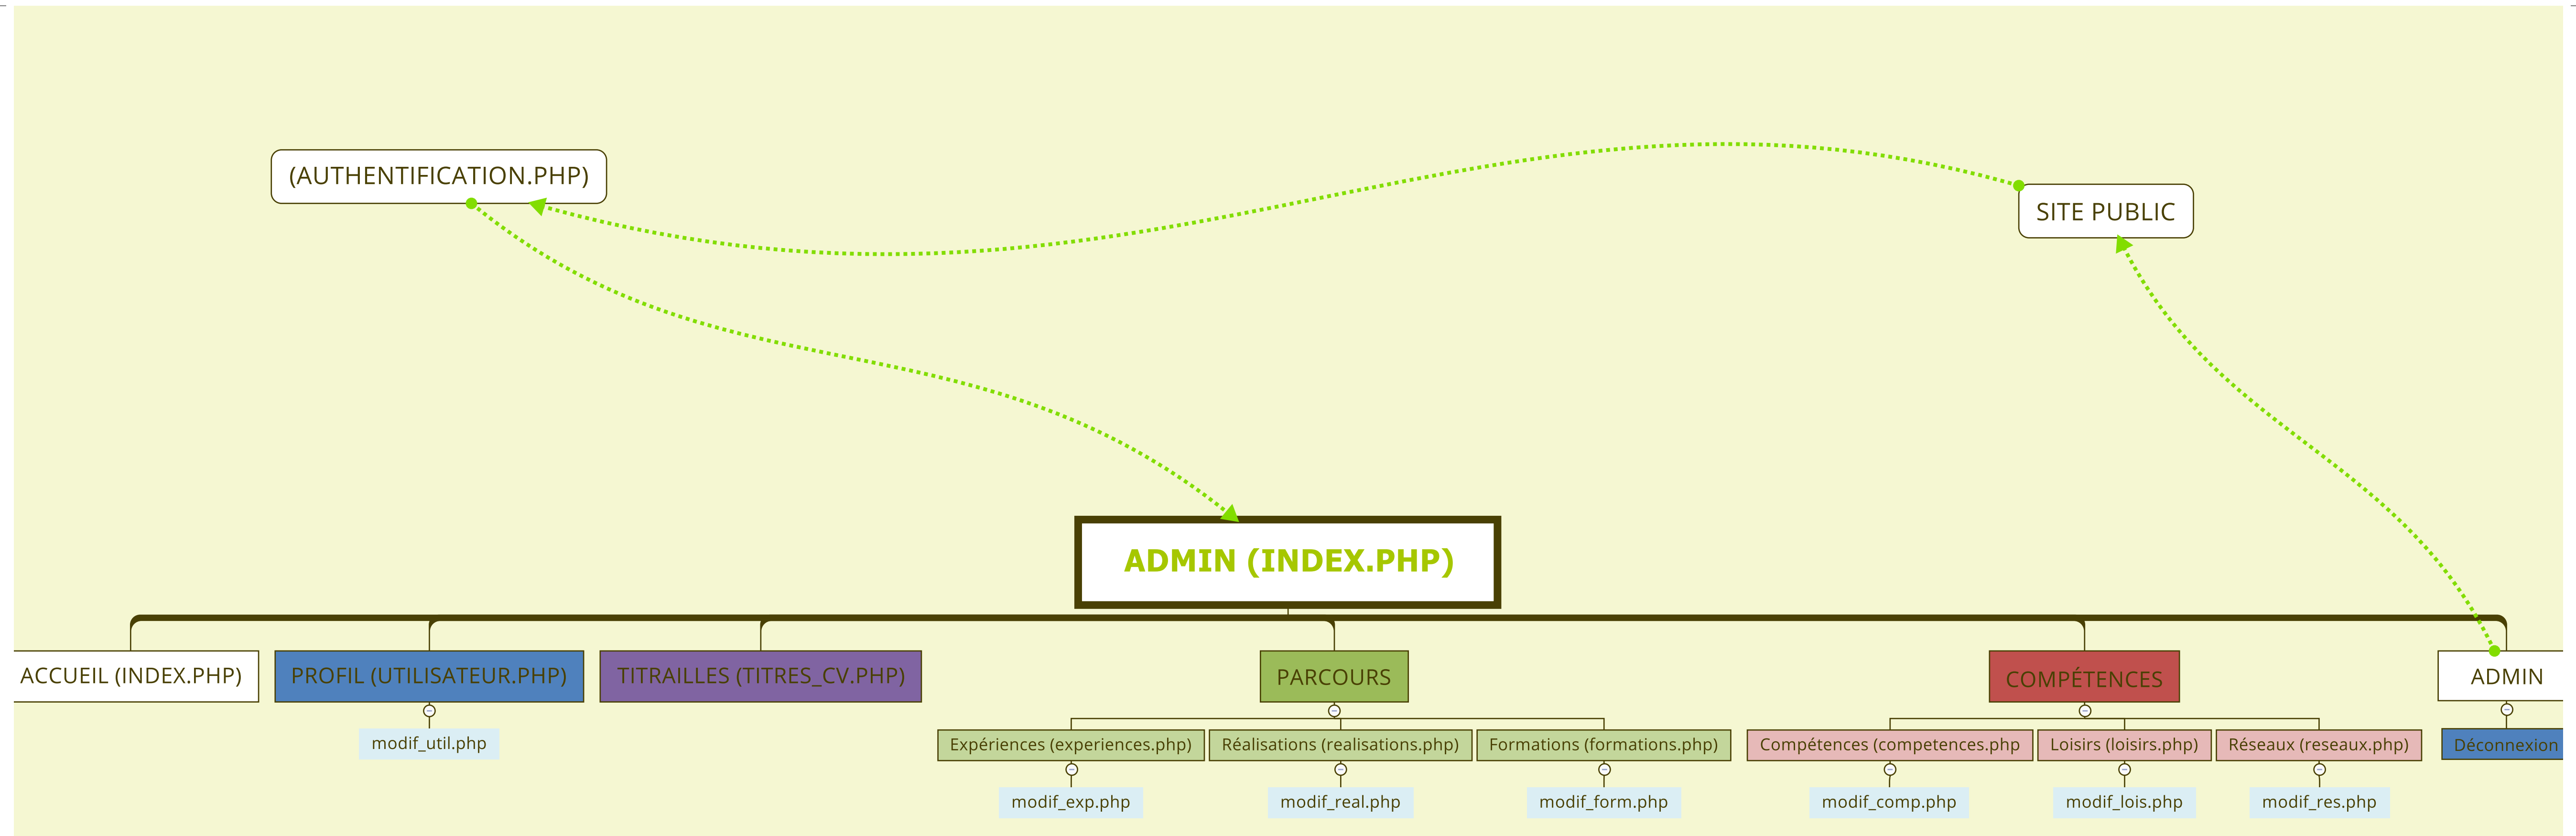 (AUTHENTIFICATION.PHP)
SITE PUBLIC
ADMIN (INDEX.PHP)
ACCUEIL (INDEX.PHP)
PROFIL (UTILISATEUR.PHP)
TITRAILLES (TITRES_CV.PHP)
PARCOURS
COMPÉTENCES
ADMIN
modif_util.php
Expériences (experiences.php)
Réalisations (realisations.php)
Formations (formations.php)
Compétences (competences.php
Loisirs (loisirs.php)
Réseaux (reseaux.php)
Déconnexion
modif_exp.php
modif_real.php
modif_form.php
modif_comp.php
modif_lois.php
modif_res.php